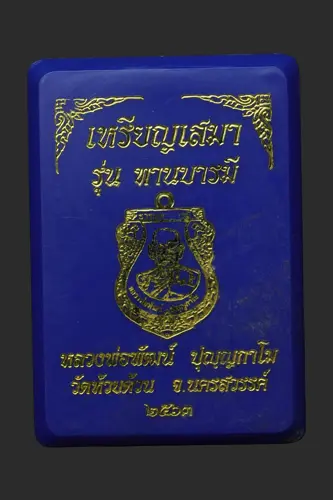 เหรียญเสมา
รุ่น ทานบารมี
หลวงพ่อพัฒน์ ปุญฺญกาโม
วัดห้วยด้วน จ.นครสวรรค์
๒๕๖๓